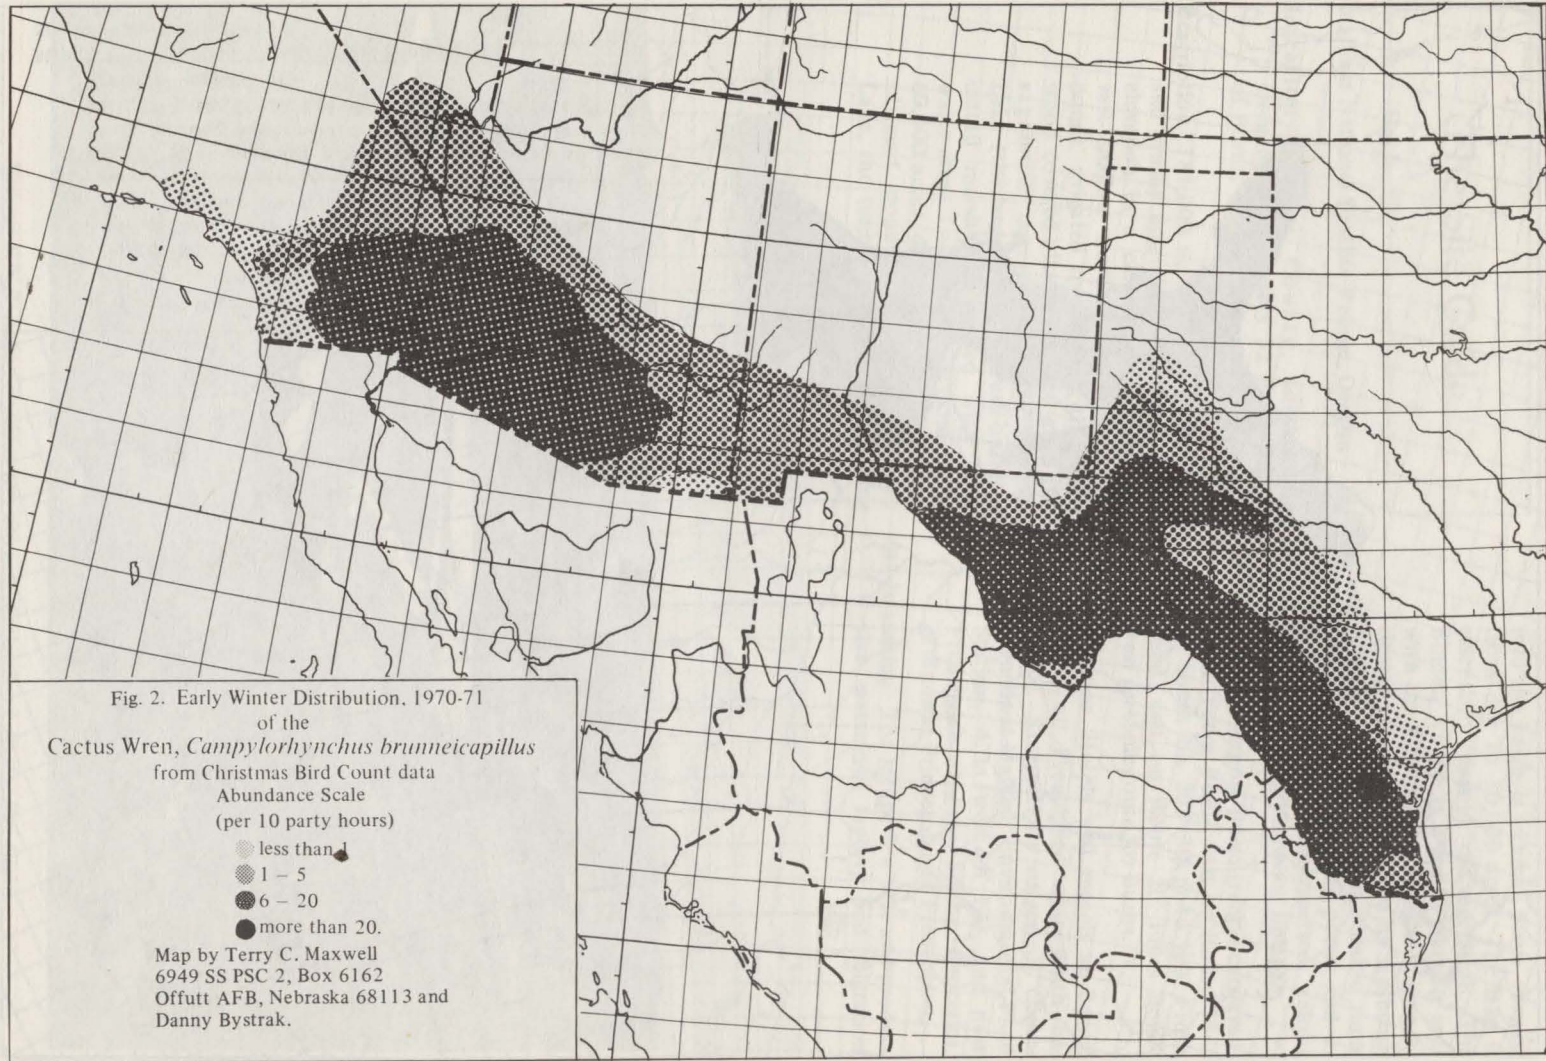 Fig. 2. Early Winter Distribution, 1970-71
of the
Cactus Wren, Campylorhynchus brunneicapillus
from Christmas Bird Count data
Abundance Scale
(per 10 party hours)
less than 1
1 – 5
6 – 20
more than 20.
Map by Terry C. Maxwell
6949 SS PSC 2, Box 6162
Offutt AFB, Nebraska 68113 and
Danny Bystrak.